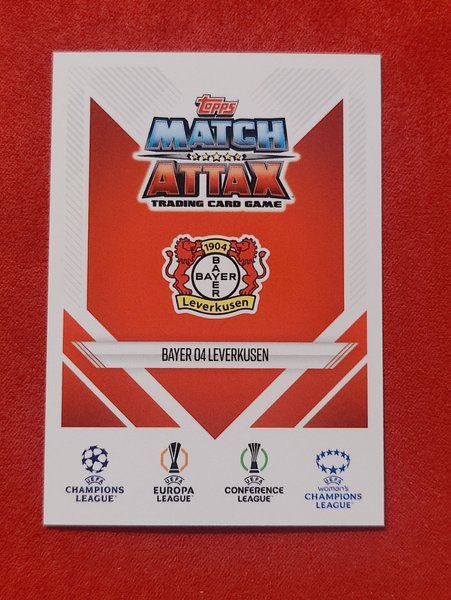 topps
MATCH
ATTAX
TRADING CARD GAME
1904
BAYER
BAYER
Leverkusen
BAYER 04 LEVERKUSEN
UEFA
CHAMPIONS
LEAGUE
UEFA
EUROPA
LEAGUE
UEFA
CONFERENCE
LEAGUE
UEFA
women's
CHAMPIONS
LEAGUE